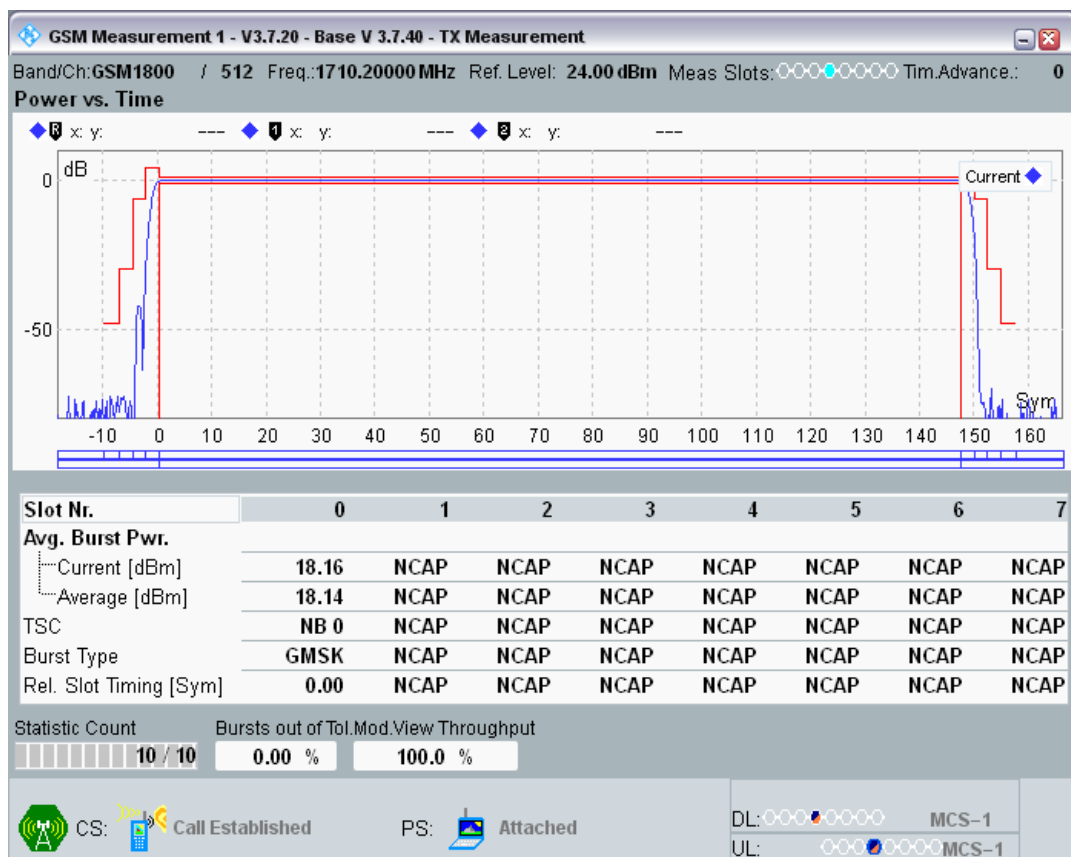 GSM Measurement 1 - V3.7.20 - Base V 3.7.40 - TX Measurement
Band/Ch:GSM1800 / 512 Freq.:1710.20000 MHz Ref. Level: 24.00 dBm Meas Slots: Tim.Advance.: 0
Power vs. Time
R x: y: --- 1 x: y: --- 2 x: y: ---
dB
Current
0
-50
Sym
-10 0 10 20 30 40 50 60 70 80 90 100 110 120 130 140 150 160
Slot Nr. 0 1 2 3 4 5 6 7
Avg. Burst Pwr.
Current [dBm] 18.16 NCAP NCAP NCAP NCAP NCAP NCAP NCAP
Average [dBm] 18.14 NCAP NCAP NCAP NCAP NCAP NCAP NCAP
TSC NB 0 NCAP NCAP NCAP NCAP NCAP NCAP NCAP
Burst Type GMSK NCAP NCAP NCAP NCAP NCAP NCAP NCAP
Rel. Slot Timing [Sym] 0.00 NCAP NCAP NCAP NCAP NCAP NCAP NCAP
Statistic Count Bursts out of Tol. Mod.View Throughput
10 / 10 0.00 % 100.0 %
CS: Call Established PS: Attached DL: MCS-1
UL: MCS-1